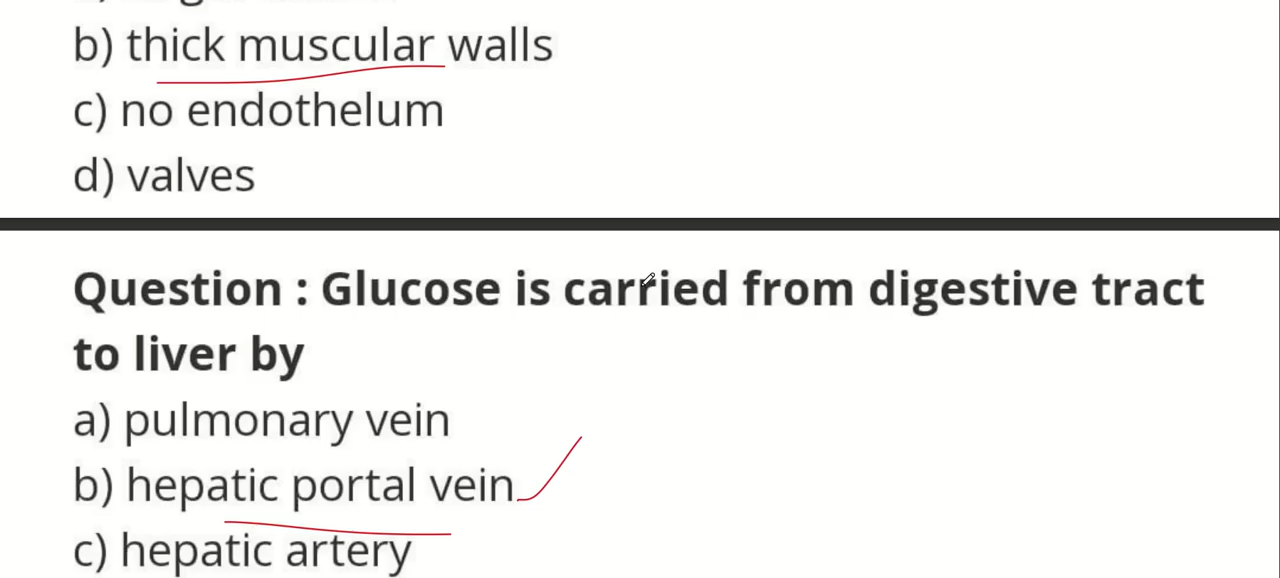 b) thick muscular walls
c) no endothelum
d) valves
Question : Glucose is carried from digestive tract
to liver by
a) pulmonary vein
b) hepatic portal vein
c) hepatic artery